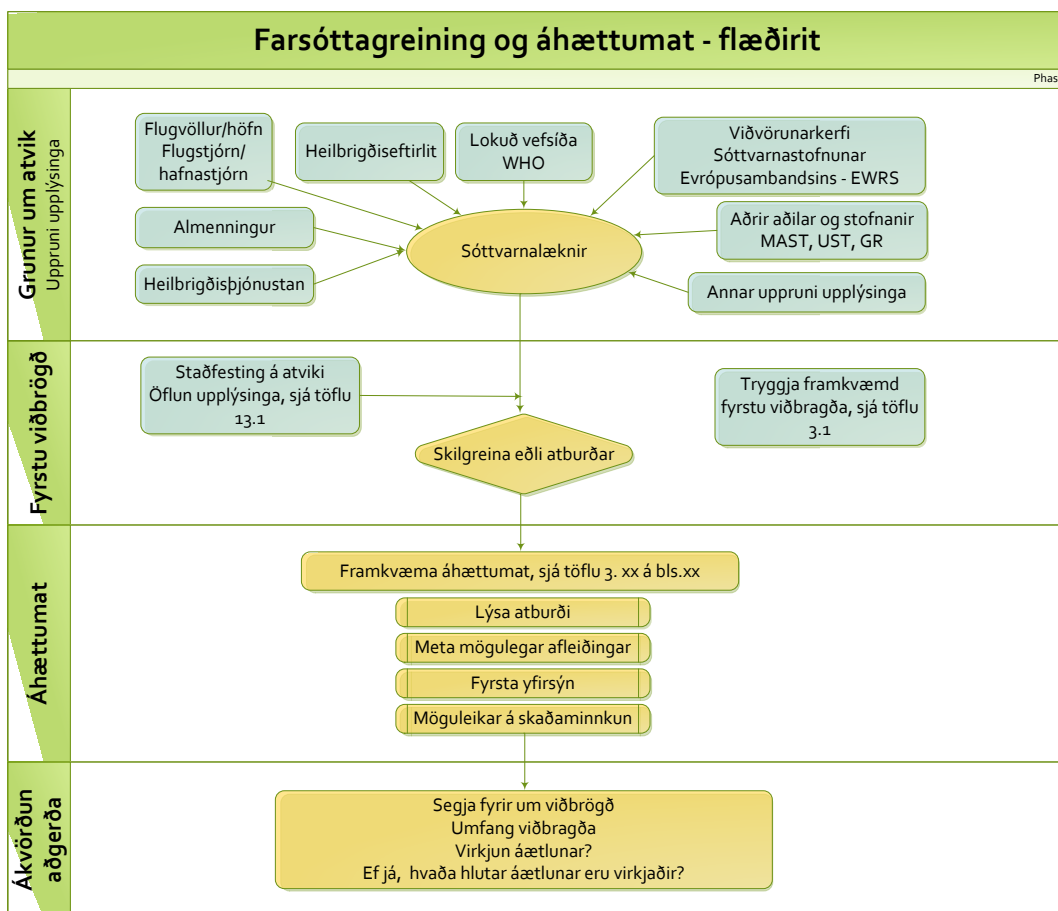 Farsóttagreining og áhættumat - flæðirit
Phas
Grunur um atvik
Uppruni upplýsinga
Flugvöllur/höfn
Flugstjórn/
hafnastjórn
Heilbrigðiseftirlit
Lokuð vefsíða
WHO
Viðvörunarkerfi
Sóttvarnastofnunar
Evrópusambandsins - EWRS
Almenningur
Aðrir aðilar og stofnanir
MAST, UST, GR
Sóttvarnalæknir
Heilbrigðisþjónustan
Annar uppruni upplýsinga
Fyrstu viðbrögð
Staðfesting á atviki
Öflun upplýsinga, sjá töflu
13.1
Tryggja framkvæmd
fyrstu viðbragða, sjá töflu
3.1
Skilgreina eðli atburðar
Áhættumat
Framkvæma áhættumat, sjá töflu 3. xx á bls.xx
Lýsa atburði
Meta mögulegar afleiðingar
Fyrsta yfirsýn
Möguleikar á skaðaminnkun
Ákvörðun
aðgerða
Segja fyrir um viðbrögð
Umfang viðbragða
Virkjun áætlunar?
Ef já, hvaða hlutar áætlunar eru virkjaðir?